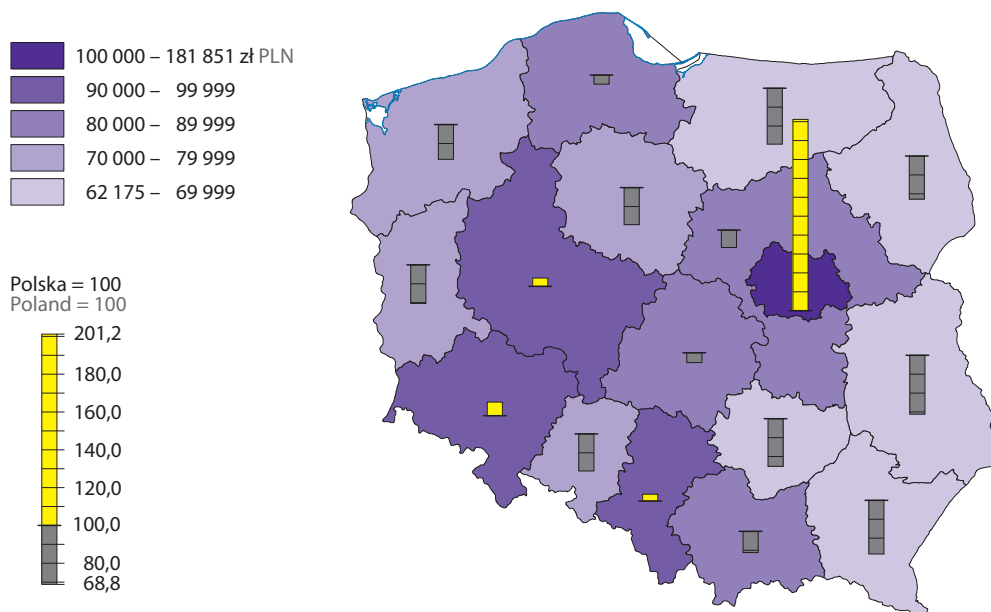 100 000 – 181 851 zł PLN
90 000 – 99 999
80 000 – 89 999
70 000 – 79 999
62 175 – 69 999
Polska = 100
Poland = 100
201,2
180,0
160,0
140,0
120,0
100,0
80,0
68,8